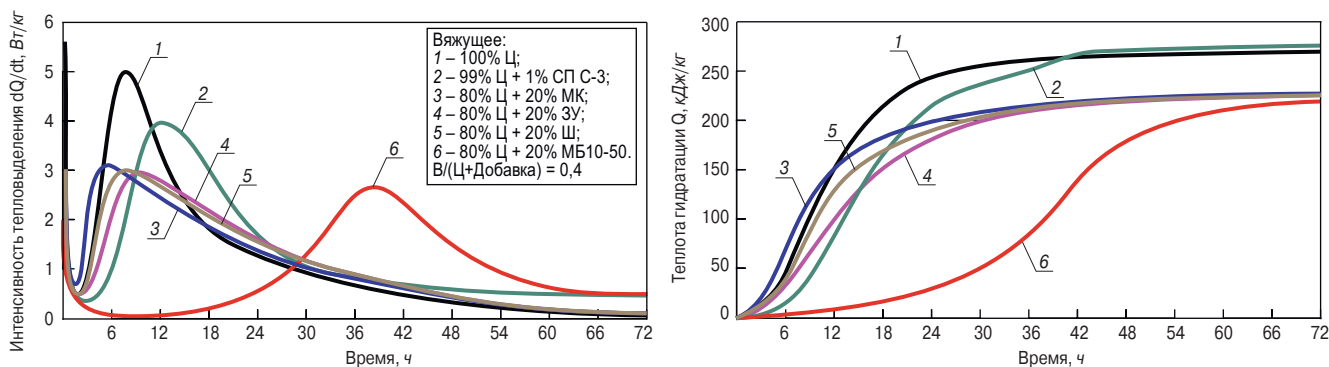 Интенсивность тепловыделения dQ/dt, Вт/кг
6
5
4
3
2
1
0
6 12 18 24 30 36 42 48 54 60 66 72
Время, ч
1
2
4
5
3
6
Вяжущее:
1 – 100% Ц;
2 – 99% Ц + 1% СП С-3;
3 – 80% Ц + 20% МК;
4 – 80% Ц + 20% ЗУ;
5 – 80% Ц + 20% Ш;
6 – 80% Ц + 20% МБ10-50.
В/(Ц+Добавка) = 0,4
Теплота гидратации Q, кДж/кг
300
250
200
150
100
50
0
6 12 18 24 30 36 42 48 54 60 66 72
Время, ч
1
2
5
3
4
6